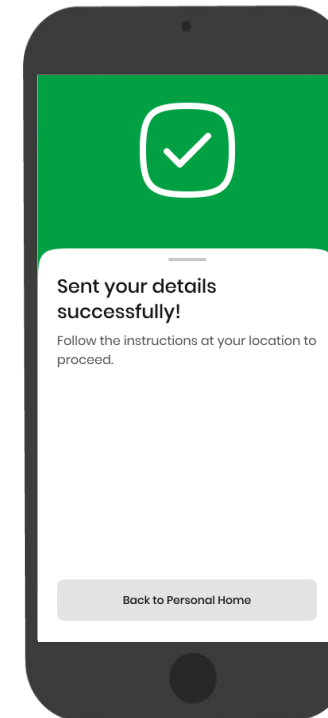 Sent your details
successfully!
Follow the instructions at your location to
proceed.
Back to Personal Home